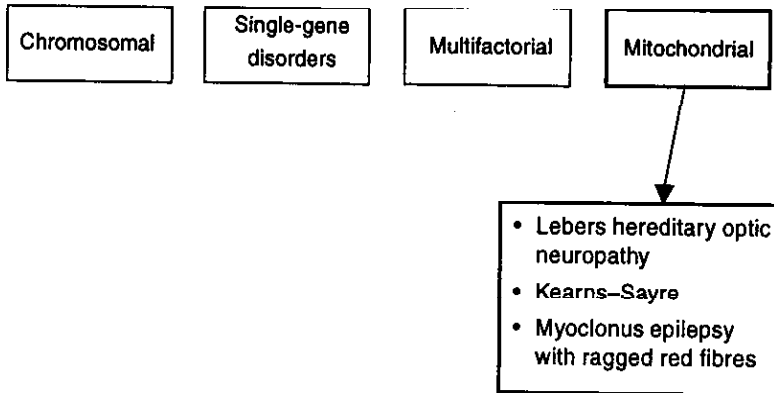 Chromosomal
Single-gene
disorders
Multifactorial
Mitochondrial
• Lebers hereditary optic
neuropathy
• Kearns–Sayre
• Myoclonus epilepsy
with ragged red fibres